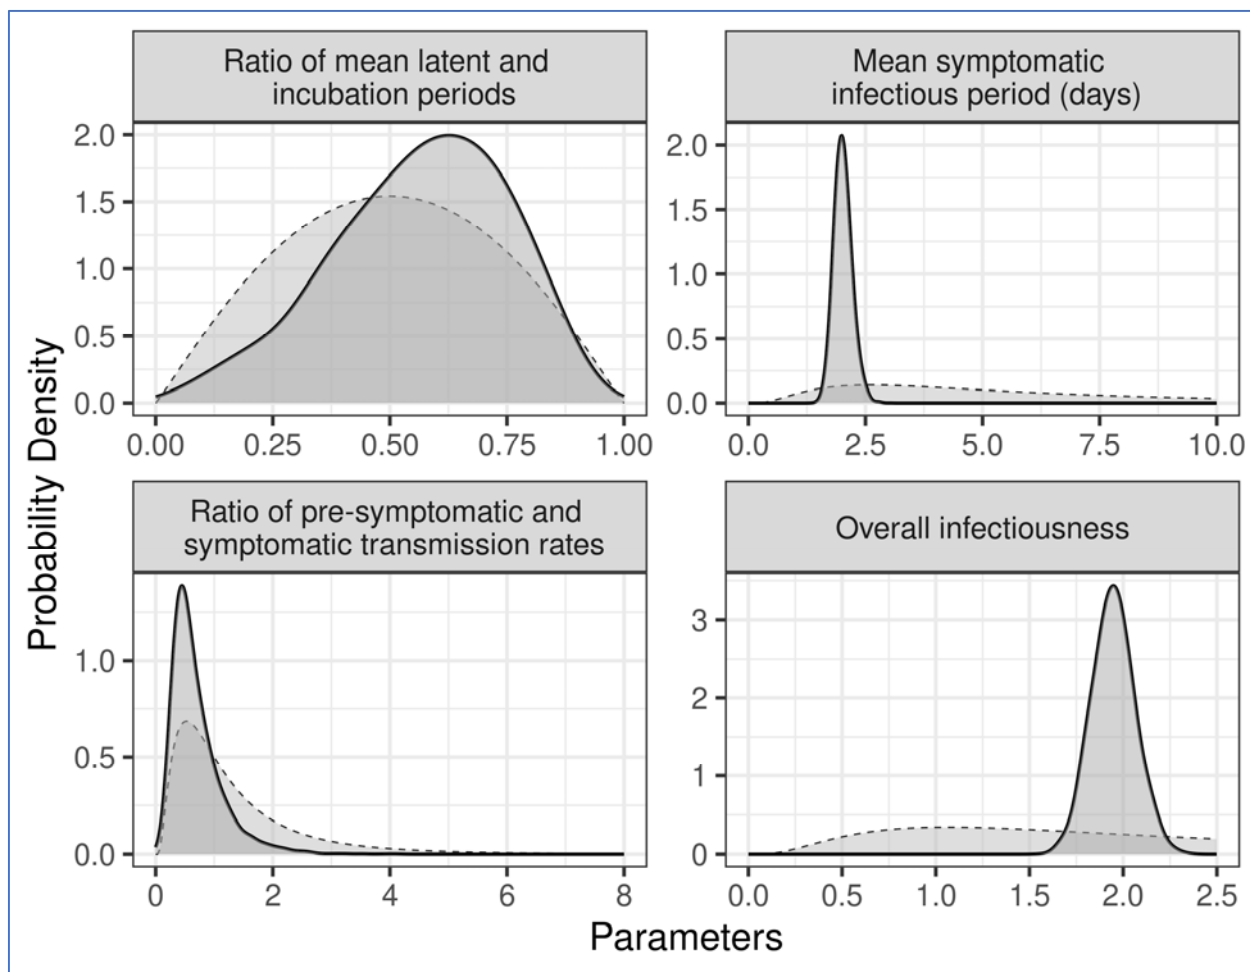 Ratio of mean latent and
incubation periods
2.0
1.5
1.0
0.5
0.0
0.00 0.25 0.50 0.75 1.00
Mean symptomatic
infectious period (days)
2.0
1.5
1.0
0.5
0.0
0.0 2.5 5.0 7.5 10.0
Probability Density
Ratio of pre-symptomatic and
symptomatic transmission rates
1.0
0.5
0.0
0 2 4 6 8
Overall infectiousness
3
2
1
0
0.0 0.5 1.0 1.5 2.0 2.5
Parameters